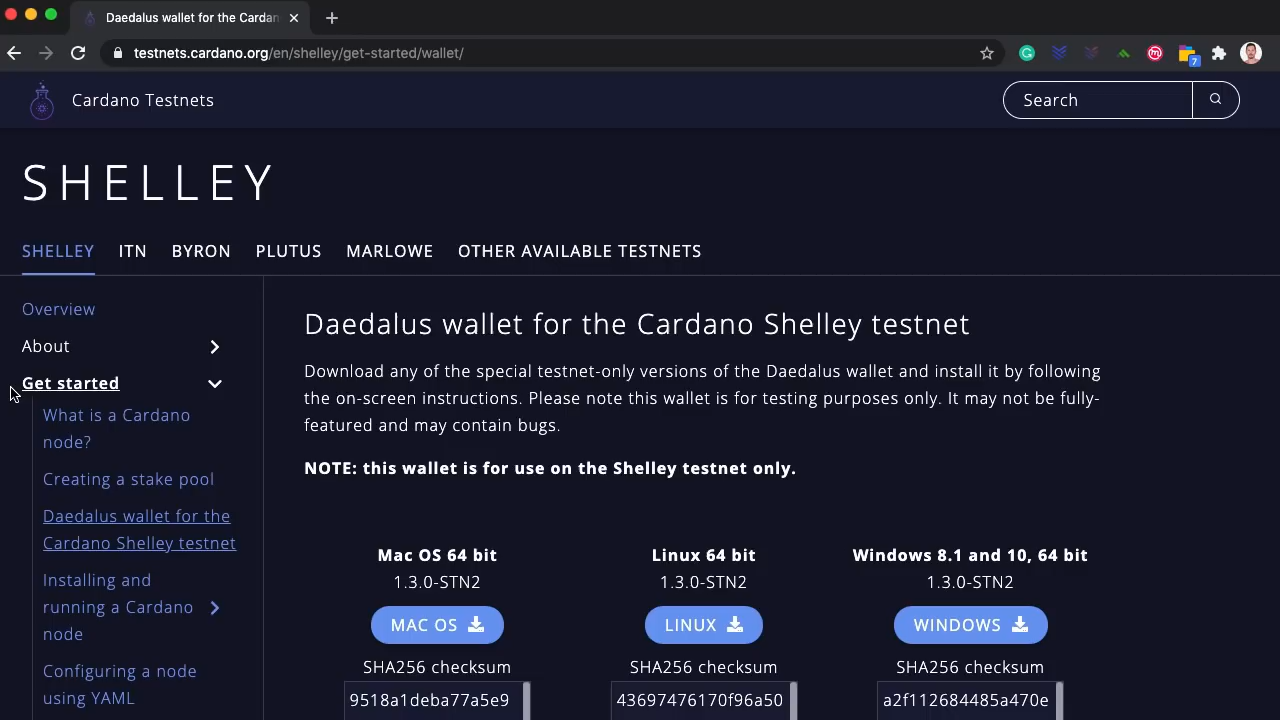 Daedalus wallet for the Cardan
testnets.cardano.org/en/shelley/get-started/wallet/
7
Cardano Testnets
Search
SHELLEY
SHELLEY ITN BYRON PLUTUS MARLOWE OTHER AVAILABLE TESTNETS
Overview
About
Get started
What is a Cardano
node?
Creating a stake pool
Daedalus wallet for the
Cardano Shelley testnet
Installing and
running a Cardano
node
Configuring a node
using YAML
Daedalus wallet for the Cardano Shelley testnet
Download any of the special testnet-only versions of the Daedalus wallet and install it by following
the on-screen instructions. Please note this wallet is for testing purposes only. It may not be fully-
featured and may contain bugs.
NOTE: this wallet is for use on the Shelley testnet only.
Mac OS 64 bit
1.3.0-STN2
MAC OS
SHA256 checksum
9518a1deba77a5e9
Linux 64 bit
1.3.0-STN2
LINUX
SHA256 checksum
43697476170f96a50
Windows 8.1 and 10, 64 bit
1.3.0-STN2
WINDOWS
SHA256 checksum
a2f112684485a470e